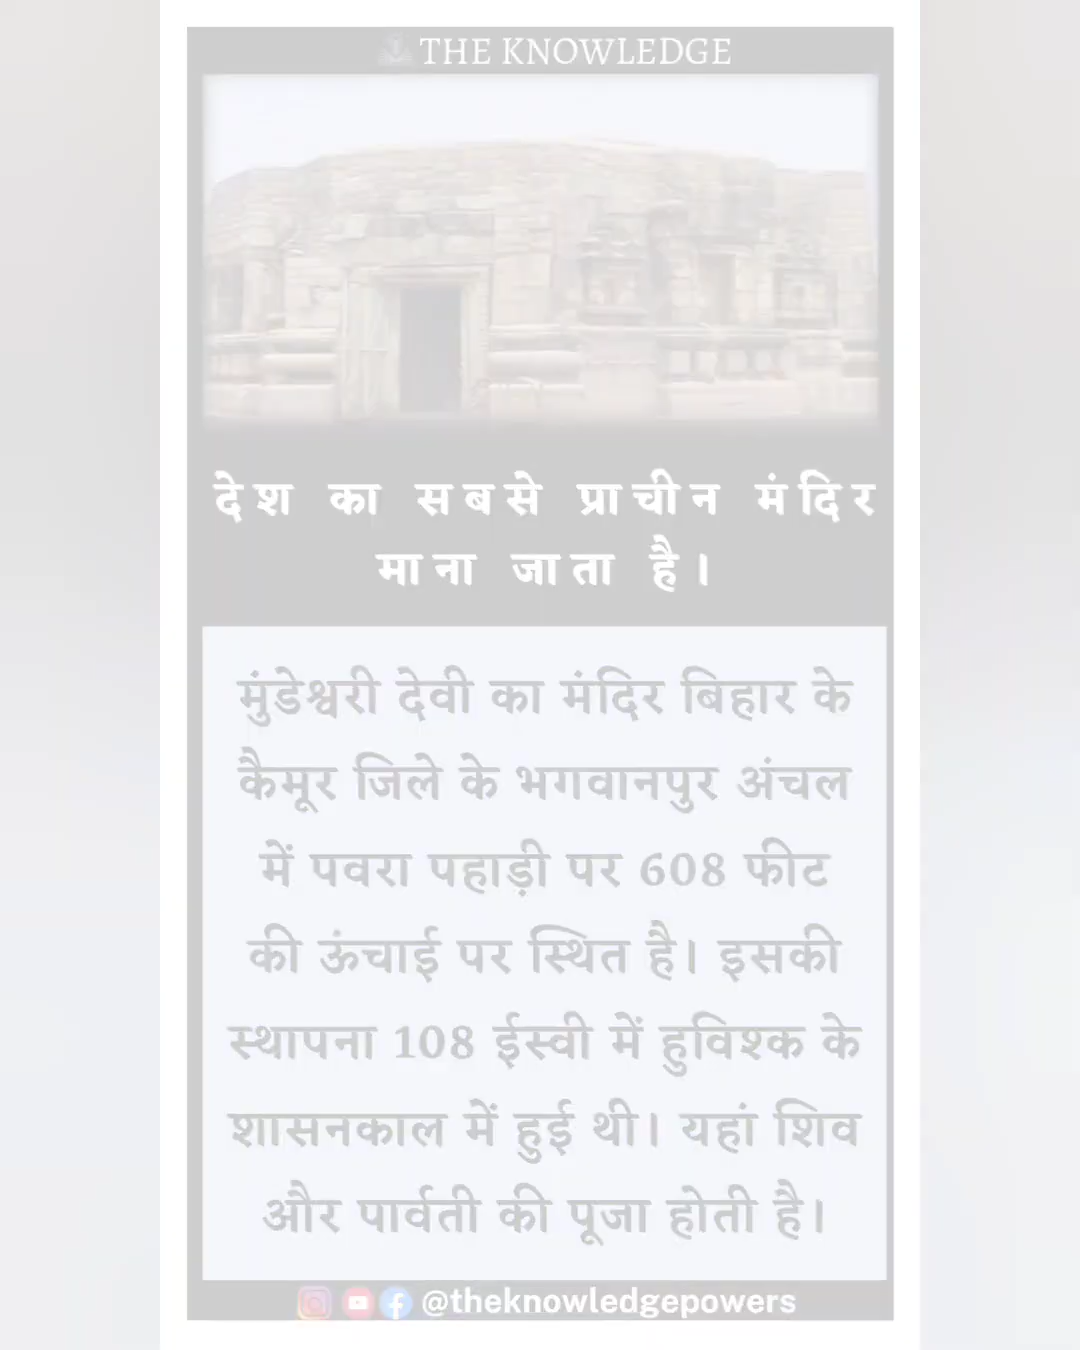 THE KNOWLEDGE
देश का सबसे प्राचीन मंदिर
माना जाता है।
मुंडेश्वरी देवी का मंदिर बिहार के
कैमूर जिले के भगवानपुर अंचल
में पवरा पहाड़ी पर 608 फीट
की ऊंचाई पर स्थित है। इसकी
स्थापना 108 ईस्वी में हुविश्क के
शासनकाल में हुई थी। यहां शिव
और पार्वती की पूजा होती है।
@theknowledgepowers